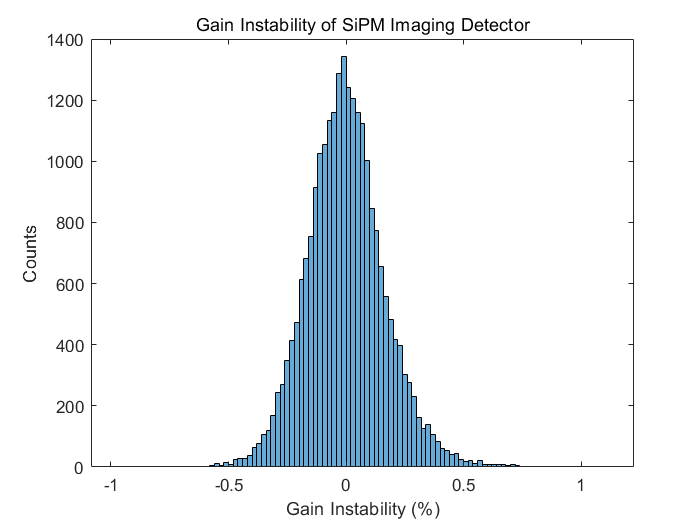 Gain Instability of SiPM Imaging Detector
1400
1200
1000
800
600
400
200
0
Counts
-1 -0.5 0 0.5 1
Gain Instability (%)